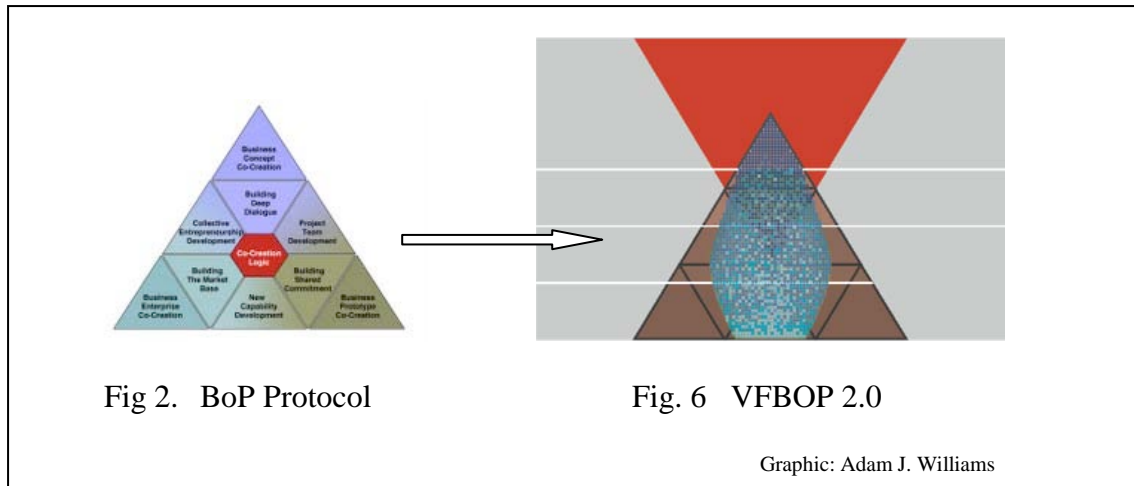 Business
Concept
Co-Creation
Building
Deep
Dialogue
Collective
Entrepreneurship
Development
Project
Team
Development
Co-Creation
Logic
Building
The Market
Base
Building
Shared
Commitment
Business
Enterprise
Co-Creation
New
Capability
Development
Business
Prototype
Co-Creation
Fig 2. BoP Protocol
Fig. 6 VFBOP 2.0
Graphic: Adam J. Williams